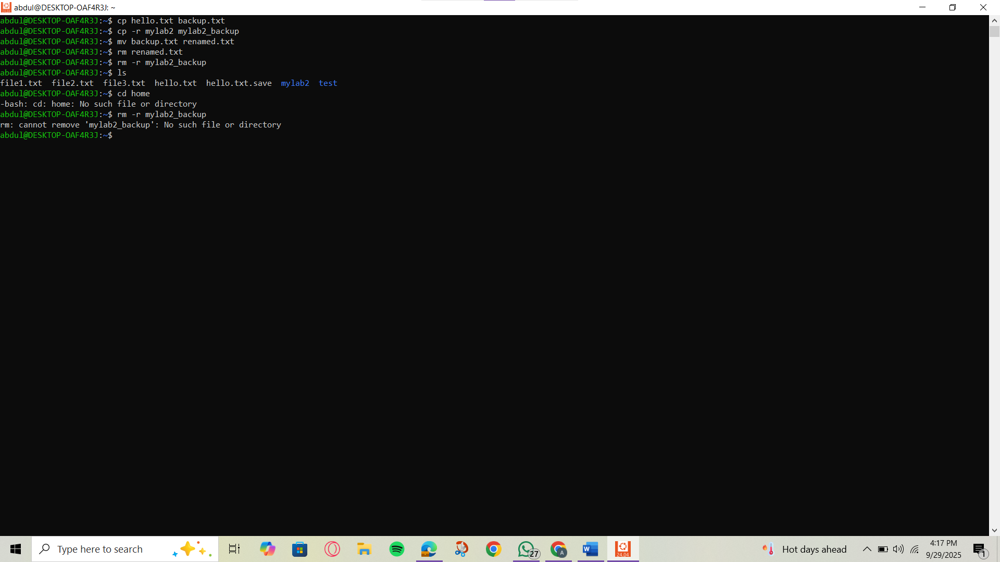 abdul@DESKTOP-OAF4R3J: ~
abdul@DESKTOP-OAF4R3J:~$ cp hello.txt backup.txt
abdul@DESKTOP-OAF4R3J:~$ cp -r mylab2 mylab2_backup
abdul@DESKTOP-OAF4R3J:~$ mv backup.txt renamed.txt
abdul@DESKTOP-OAF4R3J:~$ rm renamed.txt
abdul@DESKTOP-OAF4R3J:~$ rm -r mylab2_backup
abdul@DESKTOP-OAF4R3J:~$ ls
file1.txt  file2.txt  file3.txt  hello.txt  hello.txt.save  mylab2  test
abdul@DESKTOP-OAF4R3J:~$ cd home
-bash: cd: home: No such file or directory
abdul@DESKTOP-OAF4R3J:~$ rm -r mylab2_backup
rm: cannot remove 'mylab2_backup': No such file or directory
abdul@DESKTOP-OAF4R3J:~$
Type here to search
27
A
W
24.04
Hot days ahead
4:17 PM
9/29/2025
1